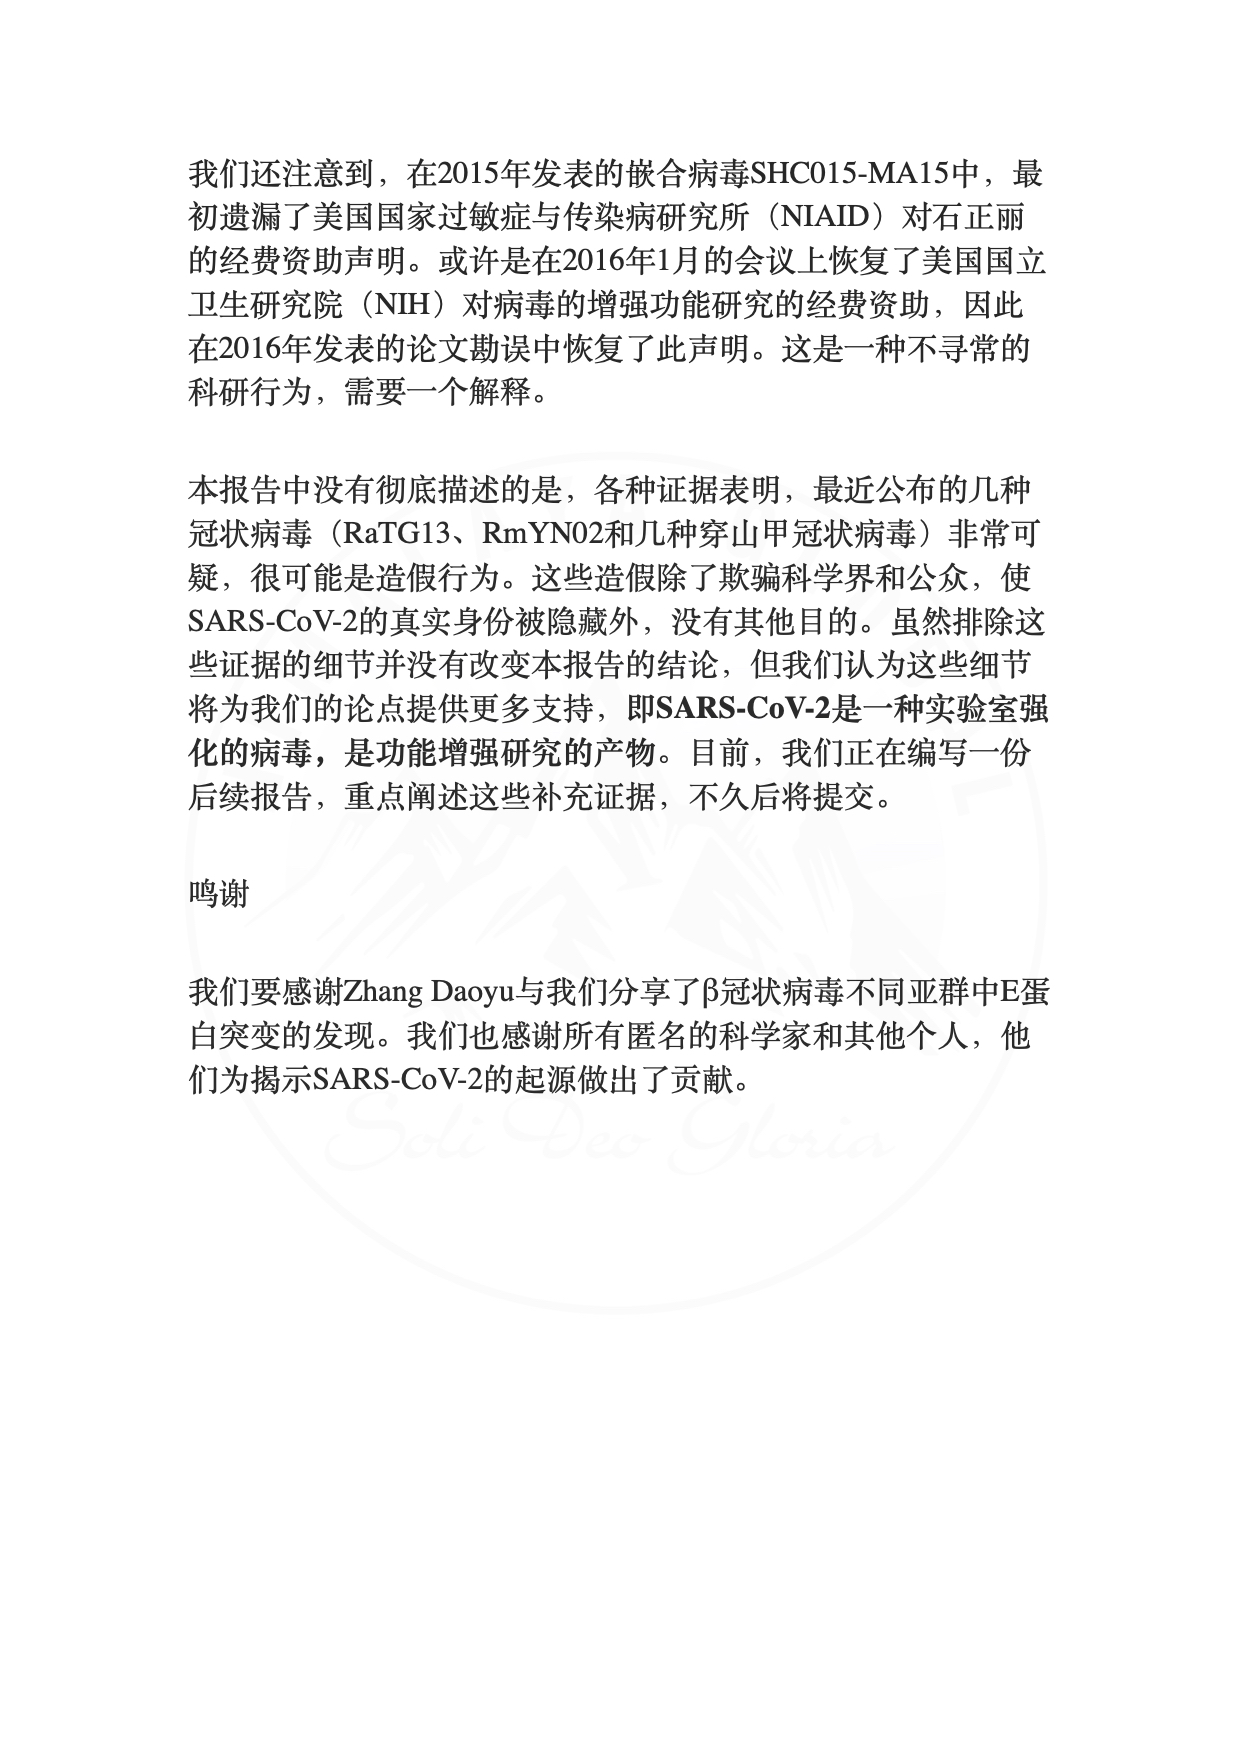 我们还注意到，在2015年发表的嵌合病毒SHC015-MA15中，最
初遗漏了美国国家过敏症与传染病研究所（NIAID）对石正丽
的经费资助声明。或许是在2016年1月的会议上恢复了美国国立
卫生研究院（NIH）对病毒的增强功能研究的经费资助，因此
在2016年发表的论文勘误中恢复了此声明。这是一种不寻常的
科研行为，需要一个解释。
本报告中没有彻底描述的是，各种证据表明，最近公布的几种
冠状病毒（RaTG13、RmYN02和几种穿山甲冠状病毒）非常可
疑，很可能是造假行为。这些造假除了欺骗科学界和公众，使
SARS-CoV-2的真实身份被隐藏外，没有其他目的。虽然排除这
些证据的细节并没有改变本报告的结论，但我们认为这些细节
将为我们的论点提供更多支持，即SARS-CoV-2是一种实验室强
化的病毒，是功能增强研究的产物。目前，我们正在编写一份
后续报告，重点阐述这些补充证据，不久后将提交。
鸣谢
我们要感谢Zhang Daoyu与我们分享了β冠状病毒不同亚群中E蛋
白突变的发现。我们也感谢所有匿名的科学家和其他个人，他
们为揭示SARS-CoV-2的起源做出了贡献。
Soli Deo Gloria